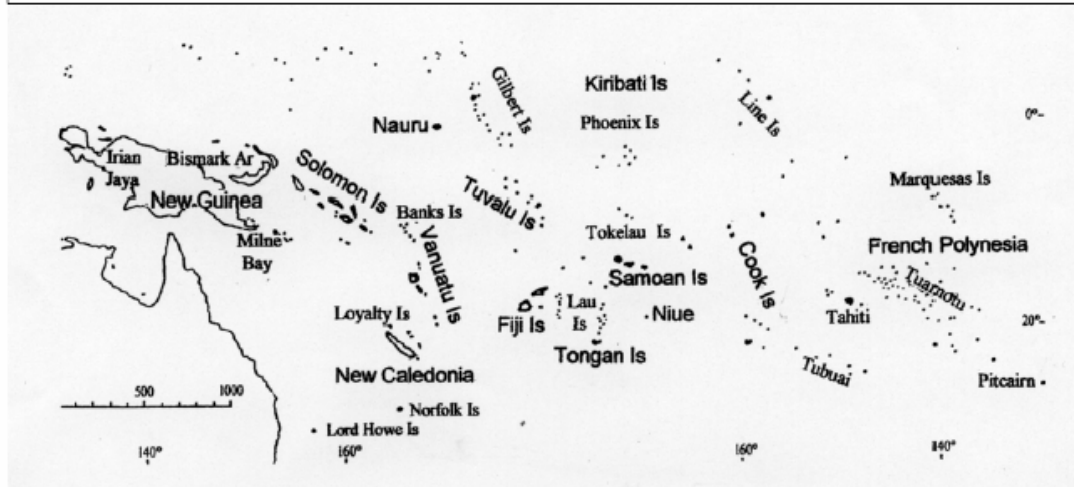 Kiribati Is
Gilbert Is
Line Is
0°
Nauru
Phoenix Is
Irian
Jaya
Bismark Ar
New Guinea
Solomon Is
Tuvalu Is
Marquesas Is
Banks Is
Milne
Bay
Vanuatu Is
Tokelau Is
Cook Is
French Polynesia
Samoan Is
Tuamotu
Loyalty Is
Fiji Is
Lau
Is
Niue
Tahiti
20°
Tongan Is
New Caledonia
Tubuai
Pitcairn
500
1000
Norfolk Is
Lord Howe Is
140°
160°
160°
140°